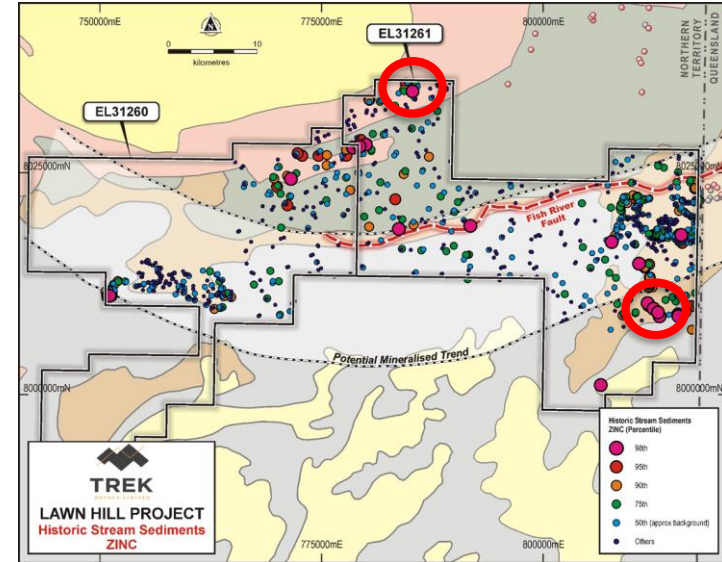 750000mE
775000mE
800000mE
N
0
10
kilometres
EL31261
EL31260
NORTHERN
TERRITORY
QUEENSLAND
8025000mN
8025000mN
Fish River
Fault
Potential Mineralised Trend
8000000mN
8000000mN
TREK
METALS LIMITED
LAWN HILL PROJECT
Historic Stream Sediments
ZINC
Historic Stream Sediments
ZINC (Percentile)
98th
95th
90th
75th
50th (approx background)
Others
775000mE
800000mE